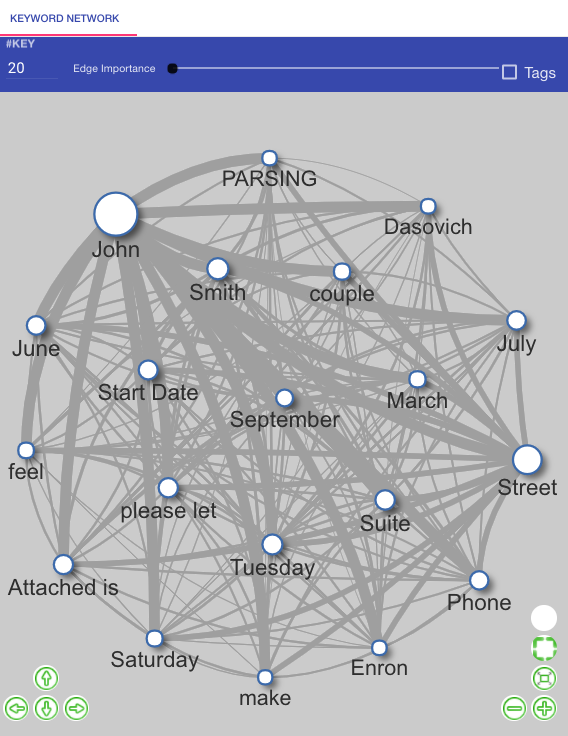 KEYWORD NETWORK
#KEY
20 Edge Importance Tags
PARSING
Dasovich
John
Smith
couple
June
July
Start Date
March
September
feel
Street
please let
Suite
Tuesday
Attached is
Phone
Saturday
Enron
make